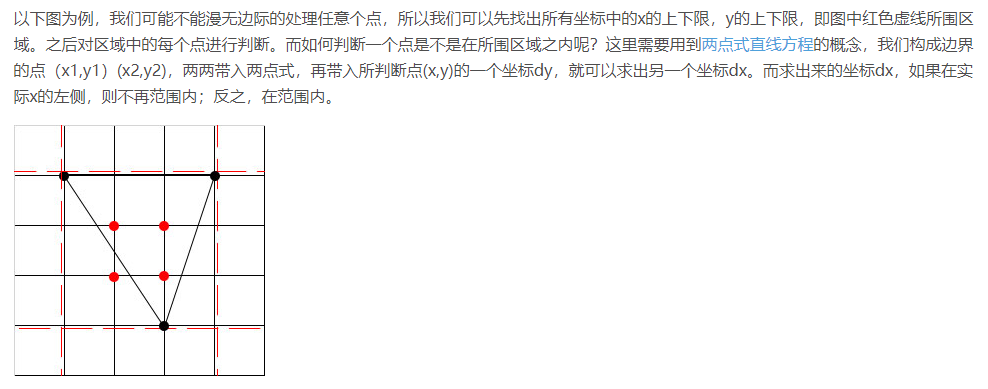 以下图为例，我们可能不能漫无边际的处理任意个点，所以我们可以先找出所有坐标中的x的上下限，y的上下限，即图中红色虚线所围区
域。之后对区域中的每个点进行判断。而如何判断一个点是不是在所围区域之内呢？这里需要用到两点式直线方程的概念，我们构成边界
的点（x1,y1）(x2,y2)，两两带入两点式，再带入所判断点(x,y)的一个坐标dy，就可以求出另一个坐标dx。而求出来的坐标dx，如果在实
际x的左侧，则不再范围内；反之，在范围内。